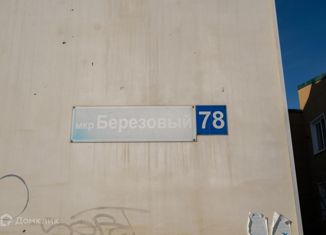 мкр Березовый 78
Домклик